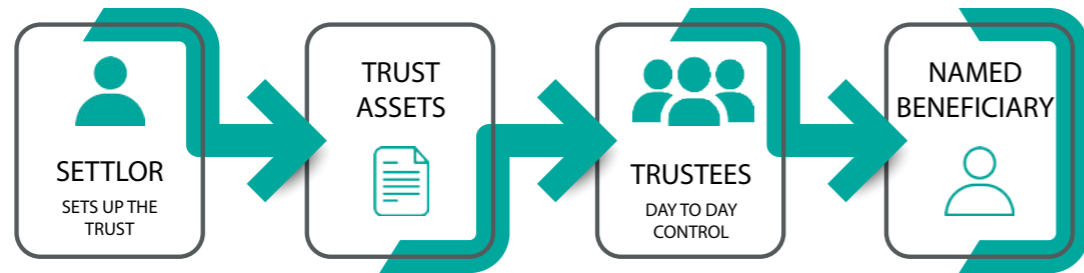 SETTLOR
SETS UP THE
TRUST
TRUST
ASSETS
TRUSTEES
DAY TO DAY
CONTROL
NAMED
BENEFICIARY